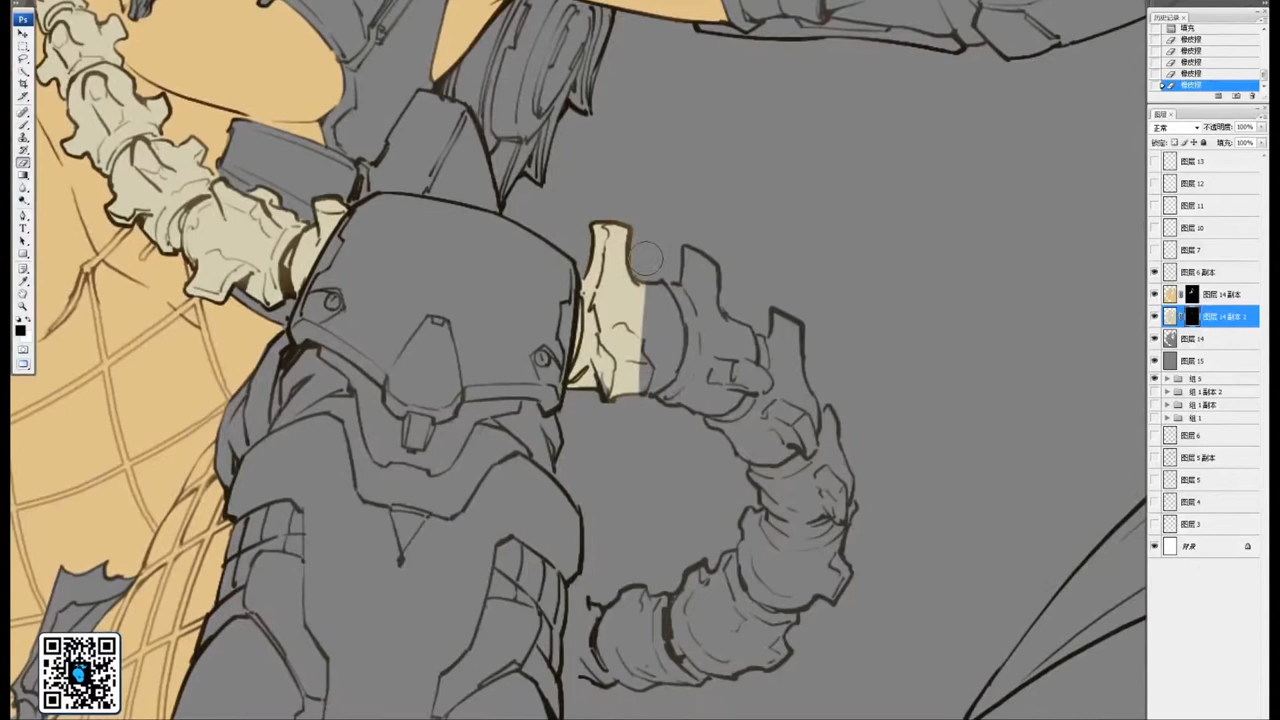 Ps
历史记录
填充
橡皮擦
橡皮擦
橡皮擦
橡皮擦
橡皮擦
图层
正常
不透明度: 100%
锁定:
填充: 100%
图层 13
图层 12
图层 11
图层 10
图层 7
图层 6 副本
图层 14 副本
图层 14 副本 2
图层 14
图层 15
组 5
组 1 副本 2
组 1 副本
组 1
图层 6
图层 5 副本
图层 5
图层 4
图层 3
背景
T